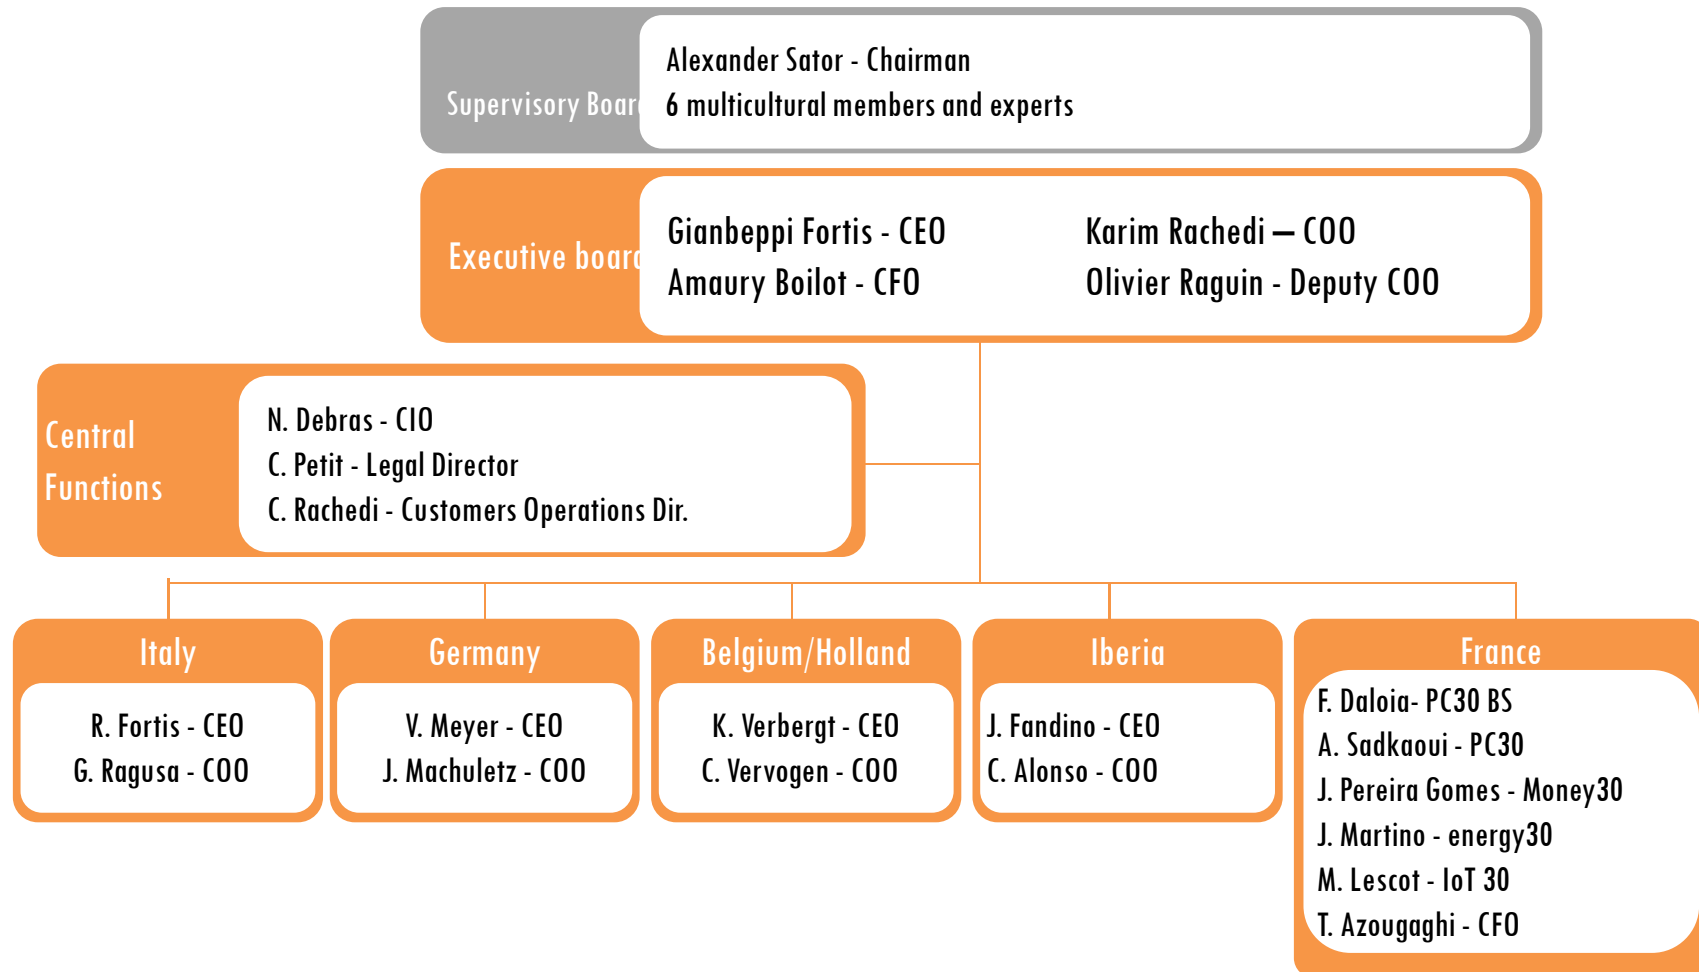 Supervisory Board
Alexander Sator - Chairman
6 multicultural members and experts
Executive board
Gianbeppi Fortis - CEO
Amaury Boilot - CFO
Karim Rachedi – COO
Olivier Raguin - Deputy COO
Central
Functions
N. Debras - CIO
C. Petit - Legal Director
C. Rachedi - Customers Operations Dir.
Italy
R. Fortis - CEO
G. Ragusa - COO
Germany
V. Meyer - CEO
J. Machuletz - COO
Belgium/Holland
K. Verbergt - CEO
C. Vervogen - COO
Iberia
J. Fandino - CEO
C. Alonso - COO
France
F. Daloia- PC30 BS
A. Sadkaoui - PC30
J. Pereira Gomes - Money30
J. Martino - energy30
M. Lescot - IoT 30
T. Azougaghi - CFO